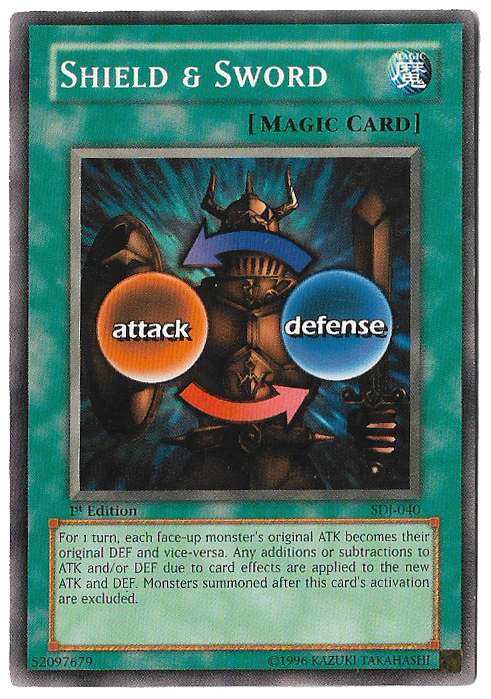 SHIELD & SWORD
MAGIC
魔
[MAGIC CARD]
attack
defense
1st Edition
SDJ-040
For 1 turn, each face-up monster's original ATK becomes their
original DEF and vice-versa. Any additions or subtractions to
ATK and/or DEF due to card effects are applied to the new
ATK and DEF. Monsters summoned after this card's activation
are excluded.
52097679
©1996 KAZUKI TAKAHASHI